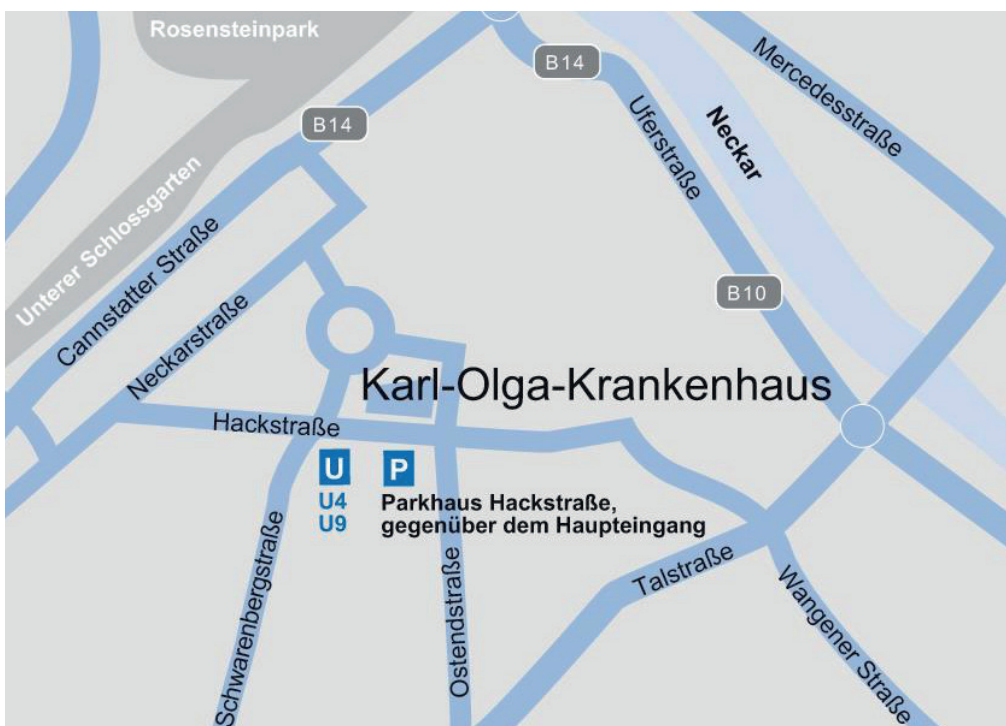 Rosensteinpark
B14
B14
Mercedesstraße
Uferstraße
Neckar
Unterer Schlossgarten
Cannstatter Straße
Neckarstraße
B10
Karl-Olga-Krankenhaus
Hackstraße
U
P
U4
U9
Parkhaus Hackstraße,
gegenüber dem Haupteingang
Schwarenbergstraße
Ostendstraße
Talstraße
Wangener Straße